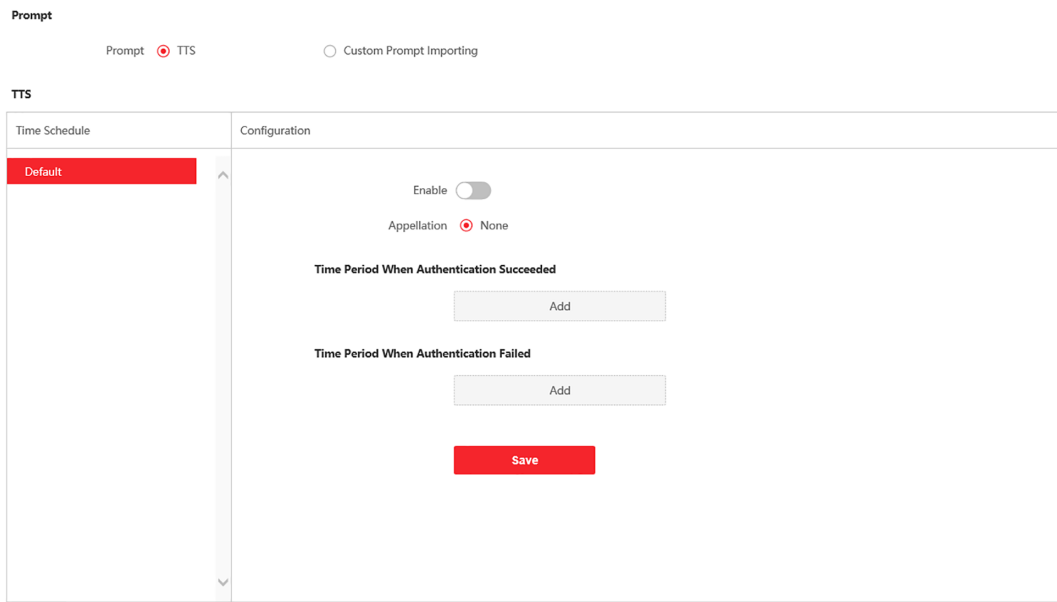 Prompt
Prompt TTS Custom Prompt Importing
TTS
Time Schedule Configuration
Default
Enable
Appellation None
Time Period When Authentication Succeeded
Add
Time Period When Authentication Failed
Add
Save